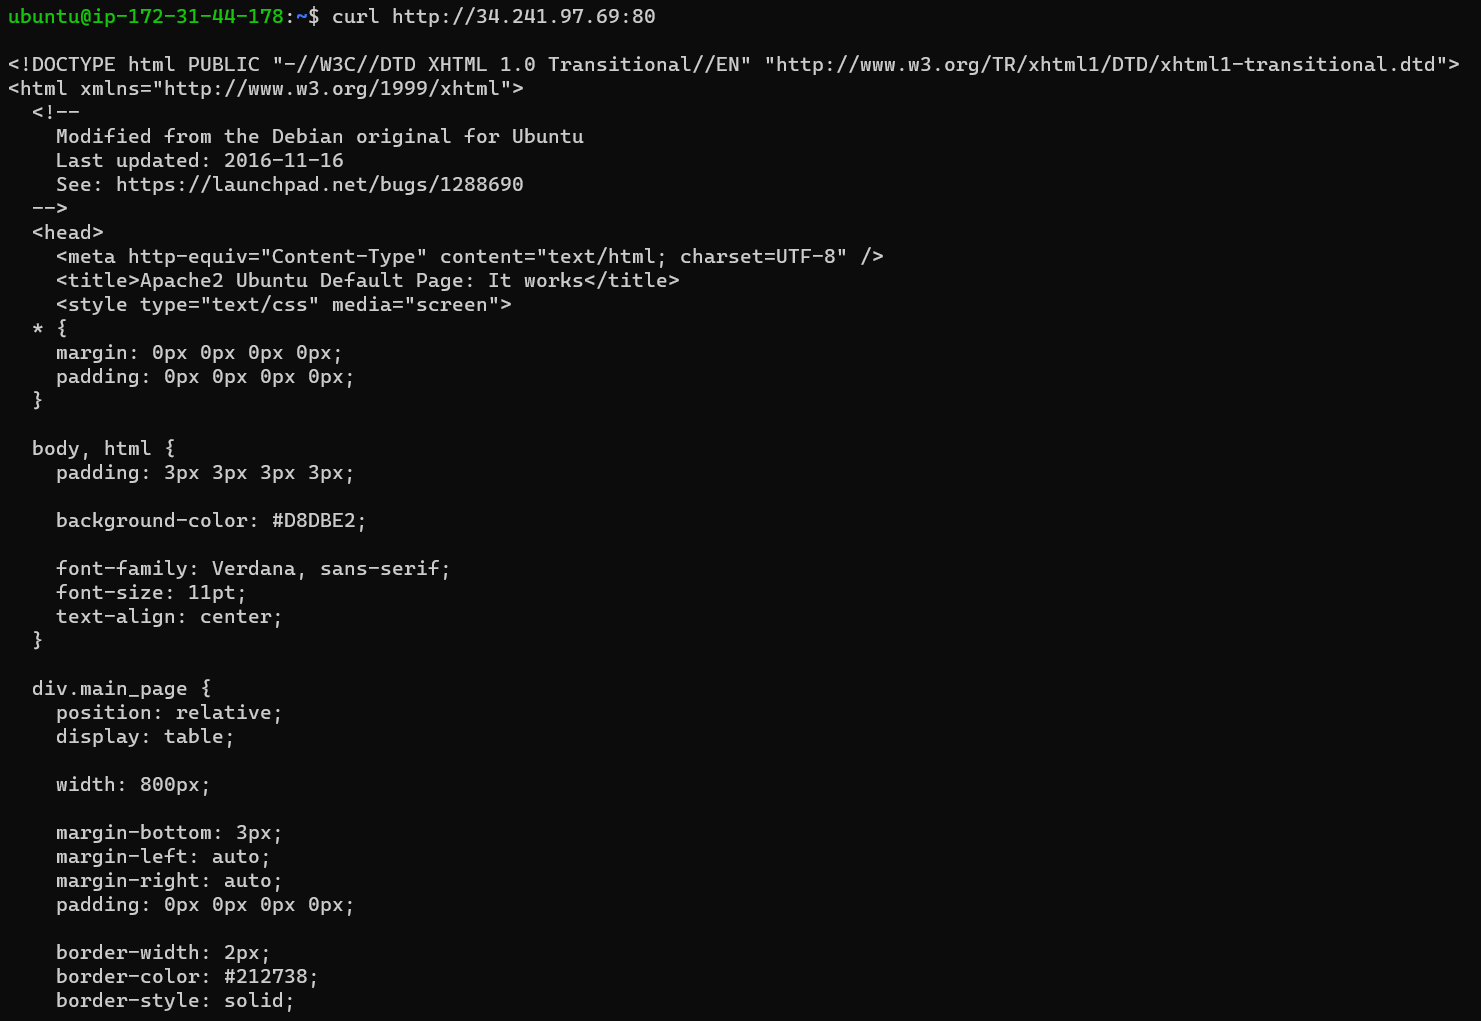 ubuntu@ip-172-31-44-178:~$ curl http://34.241.97.69:80
<!DOCTYPE html PUBLIC "-//W3C//DTD XHTML 1.0 Transitional//EN" "http://www.w3.org/TR/xhtml1/DTD/xhtml1-transitional.dtd">
<html xmlns="http://www.w3.org/1999/xhtml">
  <!--
    Modified from the Debian original for Ubuntu
    Last updated: 2016-11-16
    See: https://launchpad.net/bugs/1288690
  -->
  <head>
    <meta http-equiv="Content-Type" content="text/html; charset=UTF-8" />
    <title>Apache2 Ubuntu Default Page: It works</title>
    <style type="text/css" media="screen">
  * {
    margin: 0px 0px 0px 0px;
    padding: 0px 0px 0px 0px;
  }
  body, html {
    padding: 3px 3px 3px 3px;
    background-color: #D8DBE2;
    font-family: Verdana, sans-serif;
    font-size: 11pt;
    text-align: center;
  }
  div.main_page {
    position: relative;
    display: table;
    width: 800px;
    margin-bottom: 3px;
    margin-left: auto;
    margin-right: auto;
    padding: 0px 0px 0px 0px;
    border-width: 2px;
    border-color: #212738;
    border-style: solid;